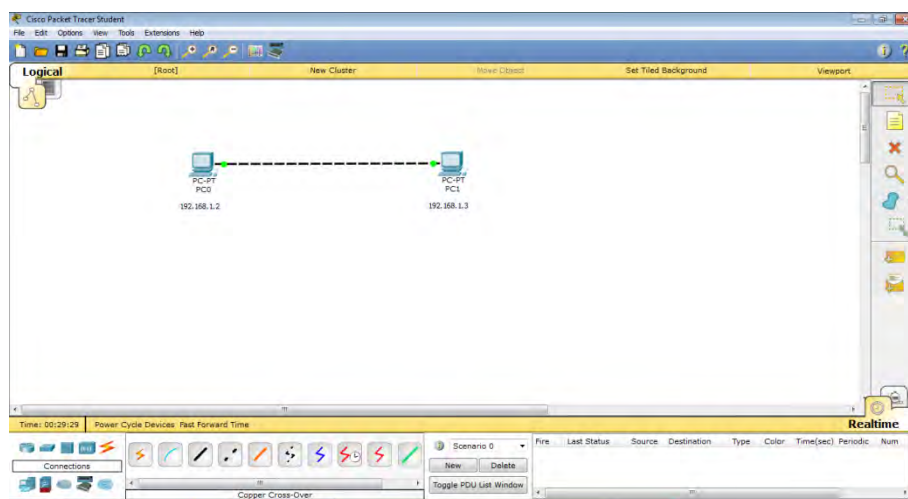 Cisco Packet Tracer Student
File Edit Options View Tools Extensions Help
Logical [Root] New Cluster Move Object Set Tiled Background Viewport
PC-PT PC-PT
PC0 PC1
192.168.1.2 192.168.1.3
Time: 00:29:29 Power Cycle Devices Fast Forward Time Realtime
Scenario 0 Fire Last Status Source Destination Type Color Time(sec) Periodic Num
Connections New Delete
Toggle PDU List Window
Copper Cross-Over